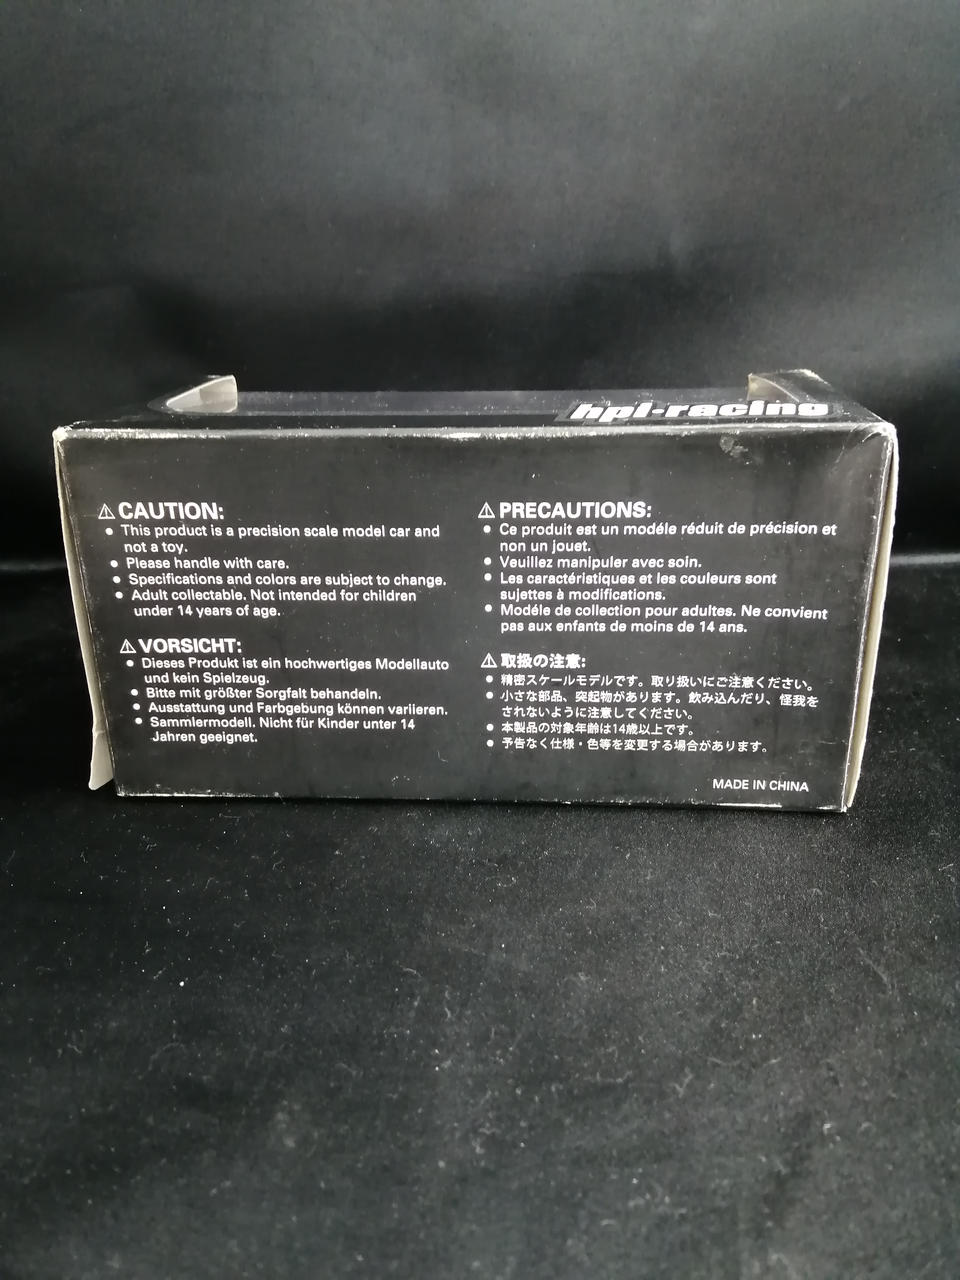 hpi·racing
⚠ CAUTION:
● This product is a precision scale model car and
not a toy.
● Please handle with care.
● Specifications and colors are subject to change.
● Adult collectable. Not intended for children
under 14 years of age.
⚠ VORSICHT:
● Dieses Produkt ist ein hochwertiges Modellauto
und kein Spielzeug.
● Bitte mit größter Sorgfalt behandeln.
● Ausstattung und Farbgebung können variieren.
● Sammlermodell. Nicht für Kinder unter 14
Jahren geeignet.
⚠ PRECAUTIONS:
● Ce produit est un modéle réduit de précision et
non un jouet.
● Veuillez manipuler avec soin.
● Les caractéristiques et les couleurs sont
sujettes à modifications.
● Modéle de collection pour adultes. Ne convient
pas aux enfants de moins de 14 ans.
⚠ 取扱の注意:
● 精密スケールモデルです。取り扱いにご注意ください。
● 小さな部品、突起物があります。飲み込んだり、怪我を
されないように注意してください。
● 本製品の対象年齢は14歳以上です。
● 予告なく仕様・色等を変更する場合があります。
MADE IN CHINA